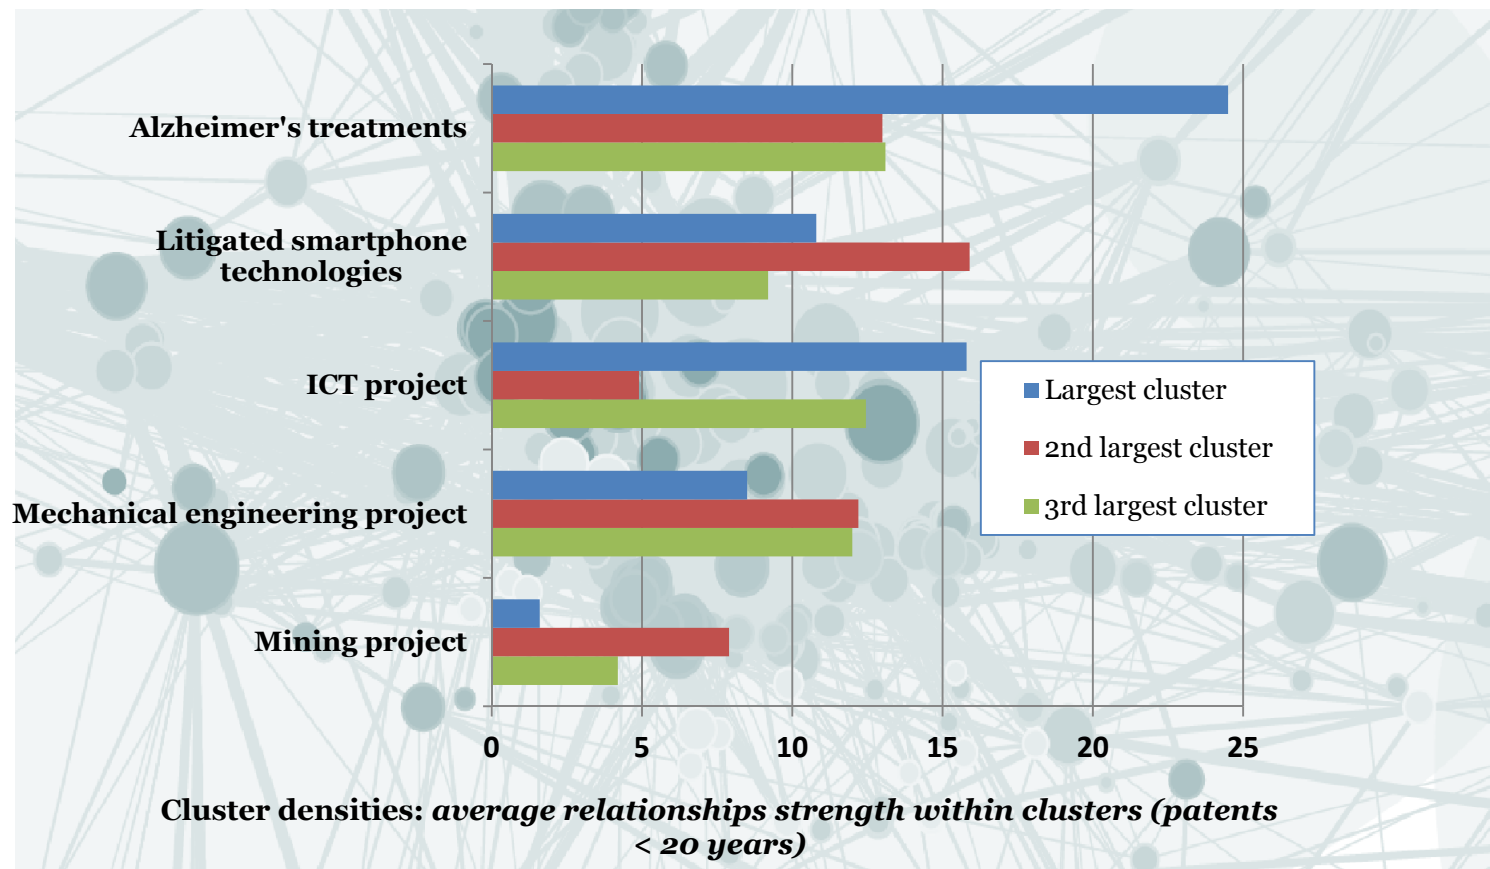 Alzheimer's treatments
Litigated smartphone
technologies
ICT project
Mechanical engineering project
Mining project
Largest cluster
2nd largest cluster
3rd largest cluster
0 5 10 15 20 25
Cluster densities: average relationships strength within clusters (patents
< 20 years)